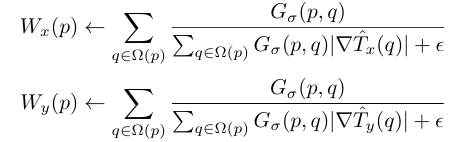 $W_x(p) \leftarrow \sum_{q \in \Omega(p)} \frac{G_\sigma(p,q)}{\sum_{q \in \Omega(p)} G_\sigma(p,q)|\nabla \hat{T}_x(q)| + \epsilon}$
$W_y(p) \leftarrow \sum_{q \in \Omega(p)} \frac{G_\sigma(p,q)}{\sum_{q \in \Omega(p)} G_\sigma(p,q)|\nabla \hat{T}_y(q)| + \epsilon}$